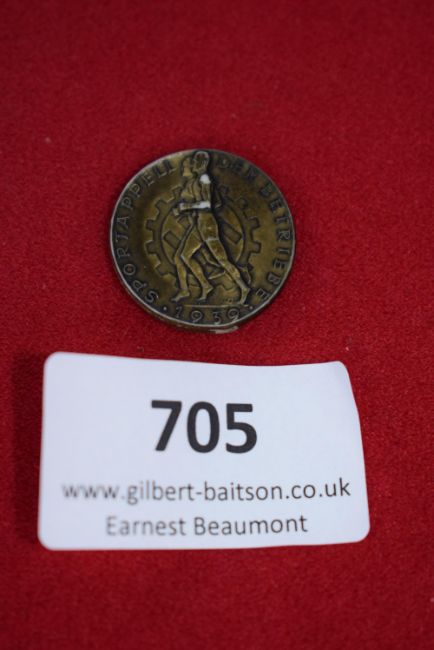 SPORTAPPELL DER BETRIEBE
· 1939 ·
705
www.gilbert-baitson.co.uk
Earnest Beaumont